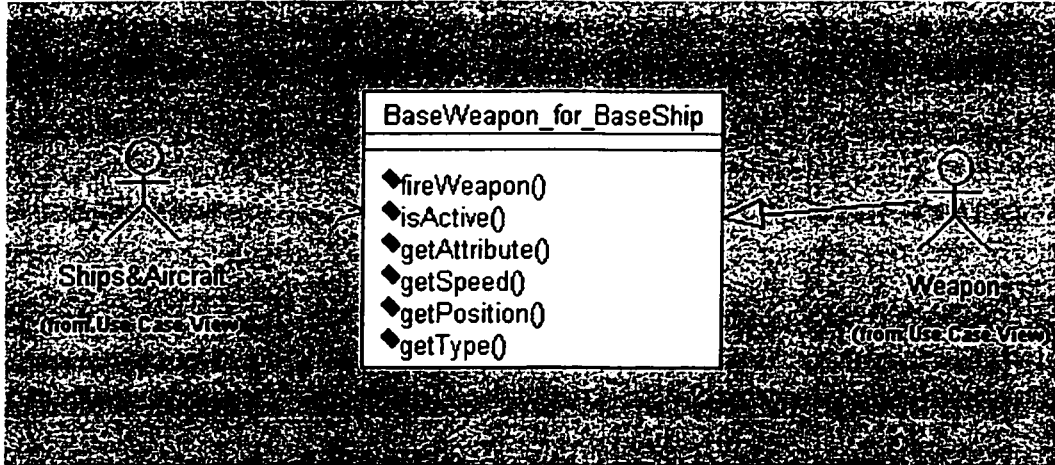 BaseWeapon_for_BaseShip
fireWeapon()
isActive()
getAttribute()
getSpeed()
getPosition()
getType()
Ships&Aircraft
(from Use Case View)
Weapon
(from Use Case View)